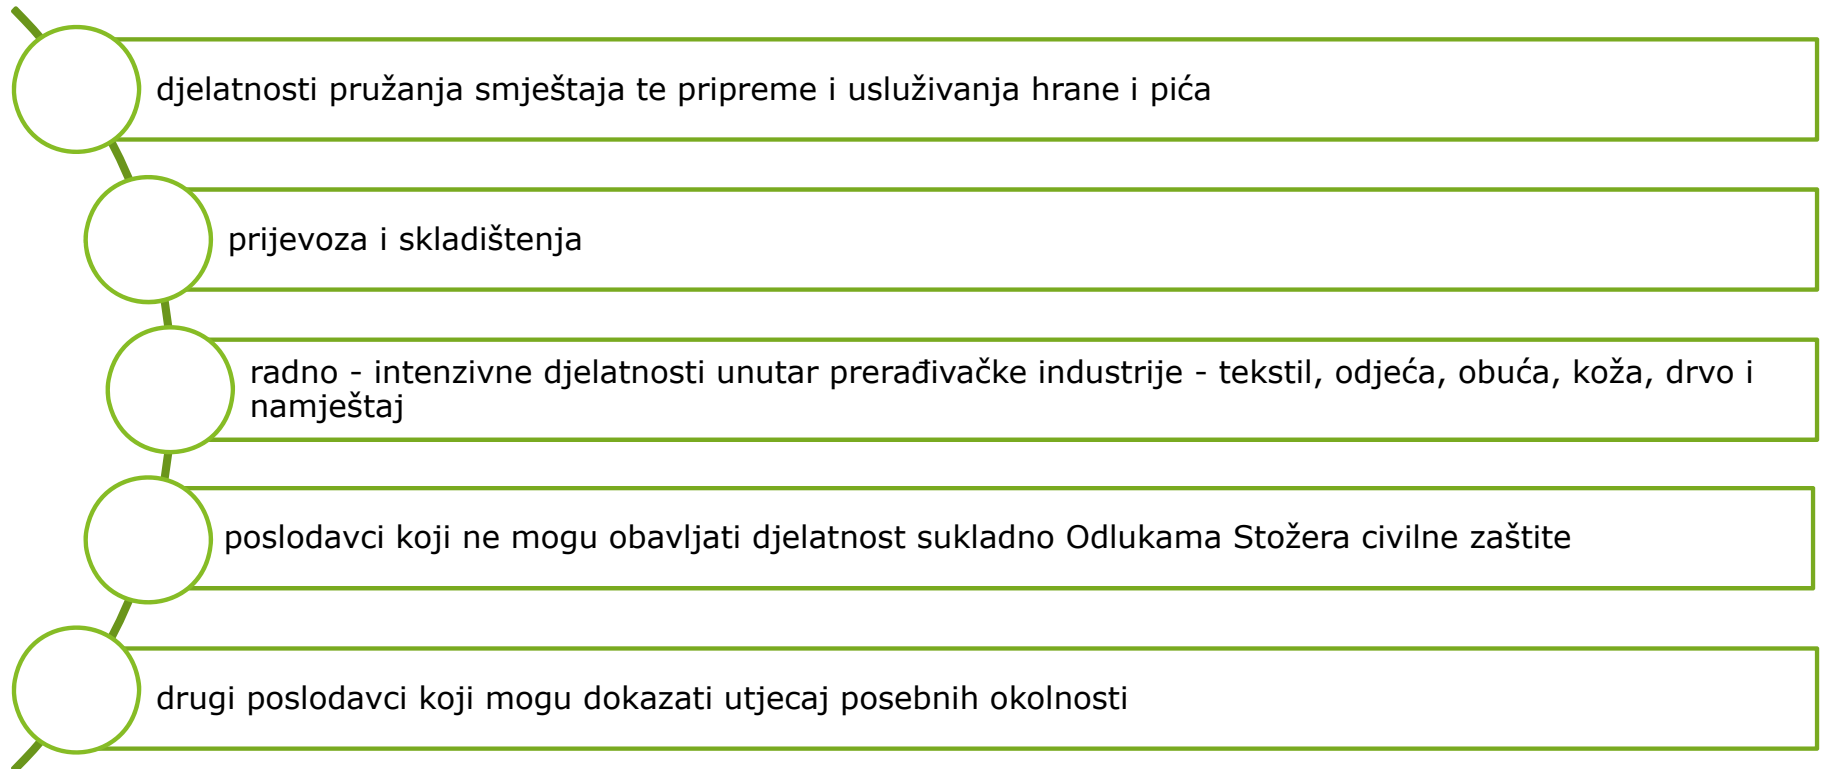 djelatnosti pružanja smještaja te pripreme i usluživanja hrane i pića
prijevoza i skladištenja
radno - intenzivne djelatnosti unutar prerađivačke industrije - tekstil, odjeća, obuća, koža, drvo i
namještaj
poslodavci koji ne mogu obavljati djelatnost sukladno Odlukama Stožera civilne zaštite
drugi poslodavci koji mogu dokazati utjecaj posebnih okolnosti